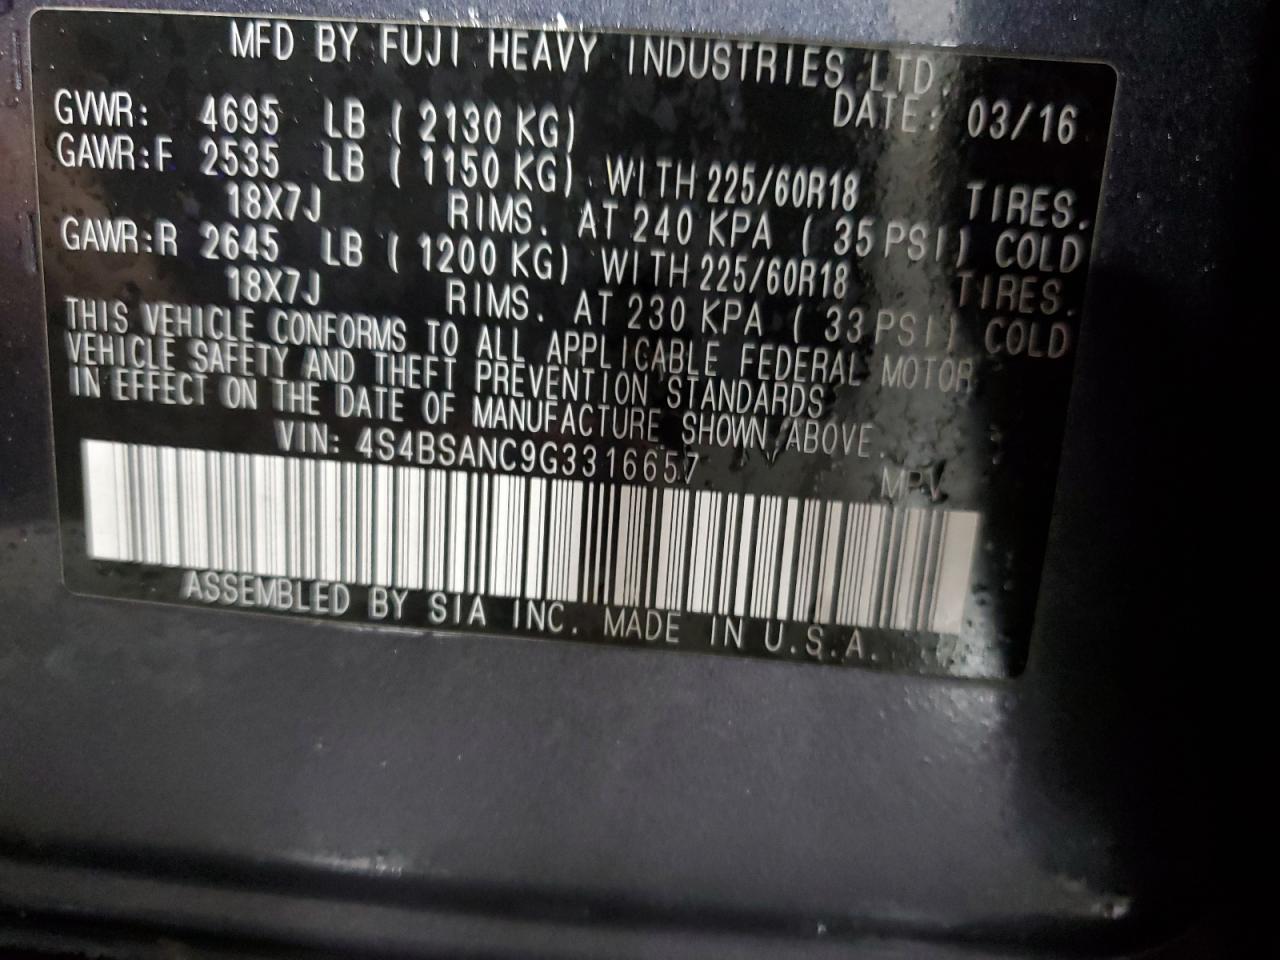 MFD BY FUJI HEAVY INDUSTRIES LTD.
DATE: 03/16
GVWR: 4695 LB ( 2130 KG)
GAWR:F 2535 LB ( 1150 KG) WITH 225/60R18 TIRES.
18X7J RIMS. AT 240 KPA ( 35 PSI) COLD
GAWR:R 2645 LB ( 1200 KG) WITH 225/60R18 TIRES.
18X7J RIMS. AT 230 KPA ( 33 PSI) COLD
THIS VEHICLE CONFORMS TO ALL APPLICABLE FEDERAL MOTOR
VEHICLE SAFETY AND THEFT PREVENTION STANDARDS
IN EFFECT ON THE DATE OF MANUFACTURE SHOWN ABOVE.
VIN: 4S4BSANC9G3316657 MPV
ASSEMBLED BY SIA INC. MADE IN U.S.A.